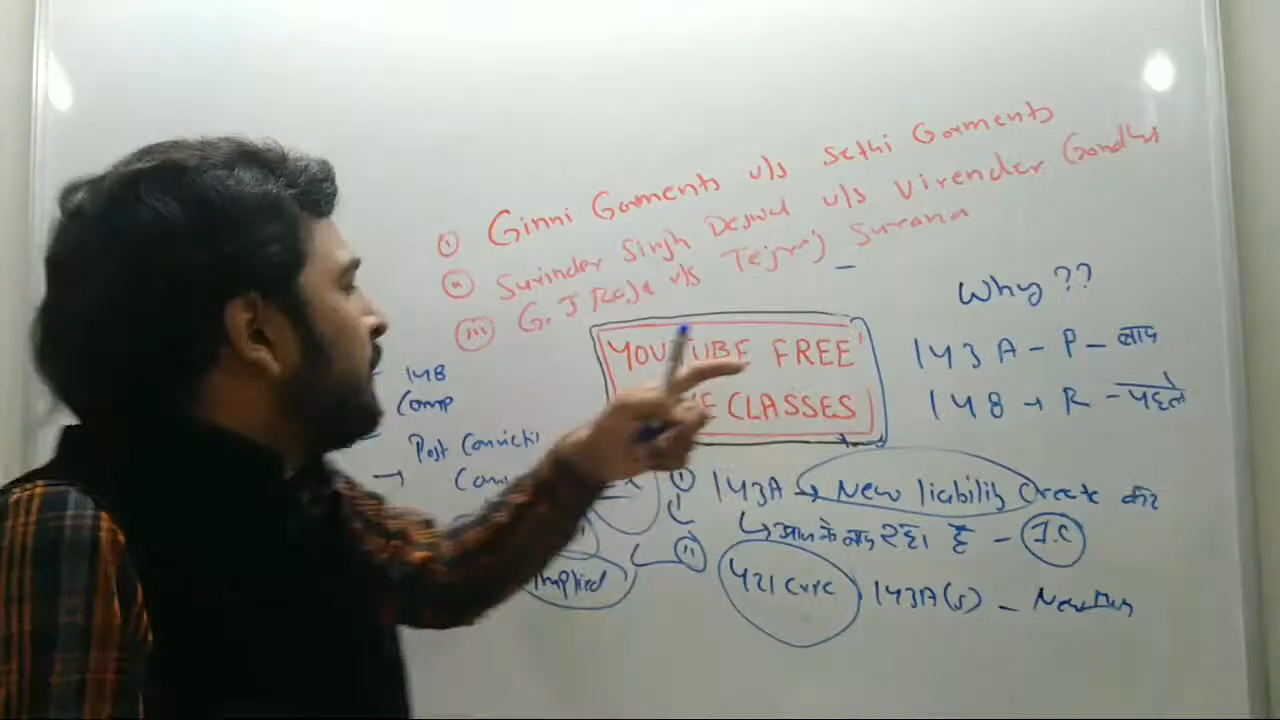 ① Ginni Garments v/s Sethi Garments
② Surinder Singh Deswal v/s Virender Gandhi
③ G. J Raja v/s Tejraj Surana
Why ??
YOUTUBE FREE
CLASSES
143 A - P - बाद
148 → R - पहले
148
Comp
Post Convicti
→
① 143A → New liability Create कर
↳ आज के बाद रहा है - I.C
implied
② 421 CrPC 143A(5) -